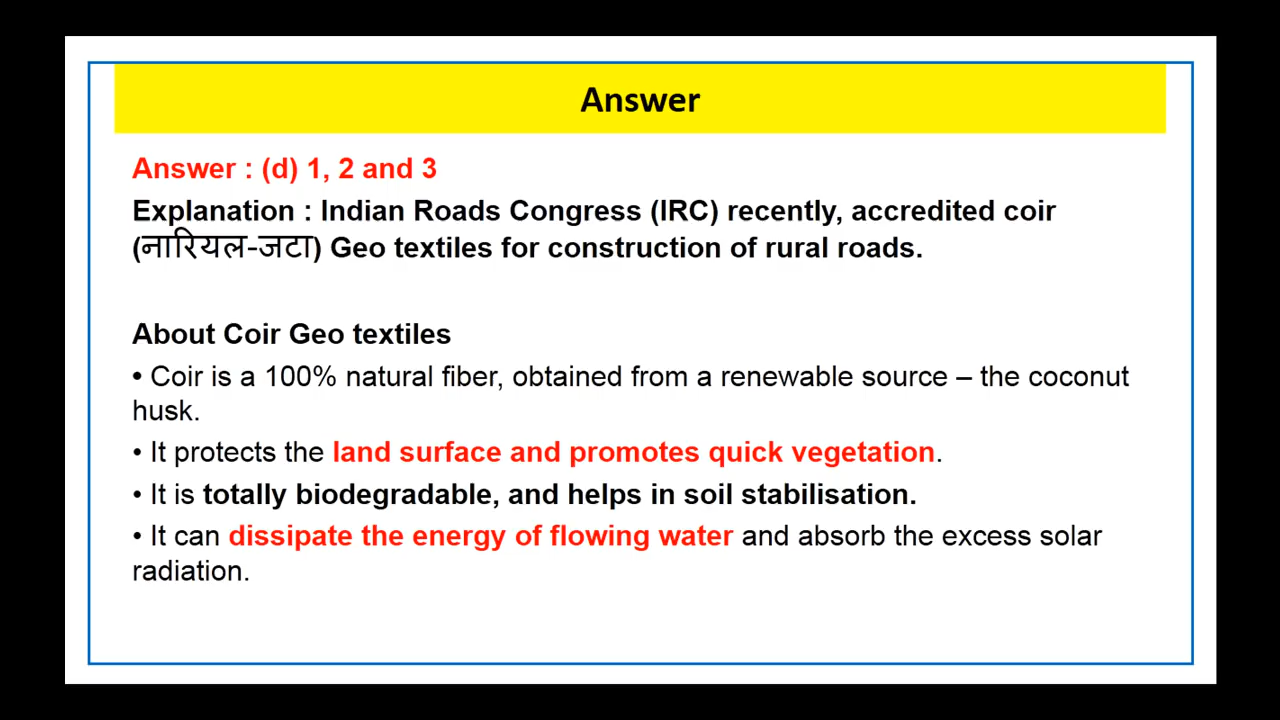 Answer
Answer : (d) 1, 2 and 3
Explanation : Indian Roads Congress (IRC) recently, accredited coir
(नारियल-जटा) Geo textiles for construction of rural roads.
About Coir Geo textiles
• Coir is a 100% natural fiber, obtained from a renewable source – the coconut
husk.
• It protects the land surface and promotes quick vegetation.
• It is totally biodegradable, and helps in soil stabilisation.
• It can dissipate the energy of flowing water and absorb the excess solar
radiation.